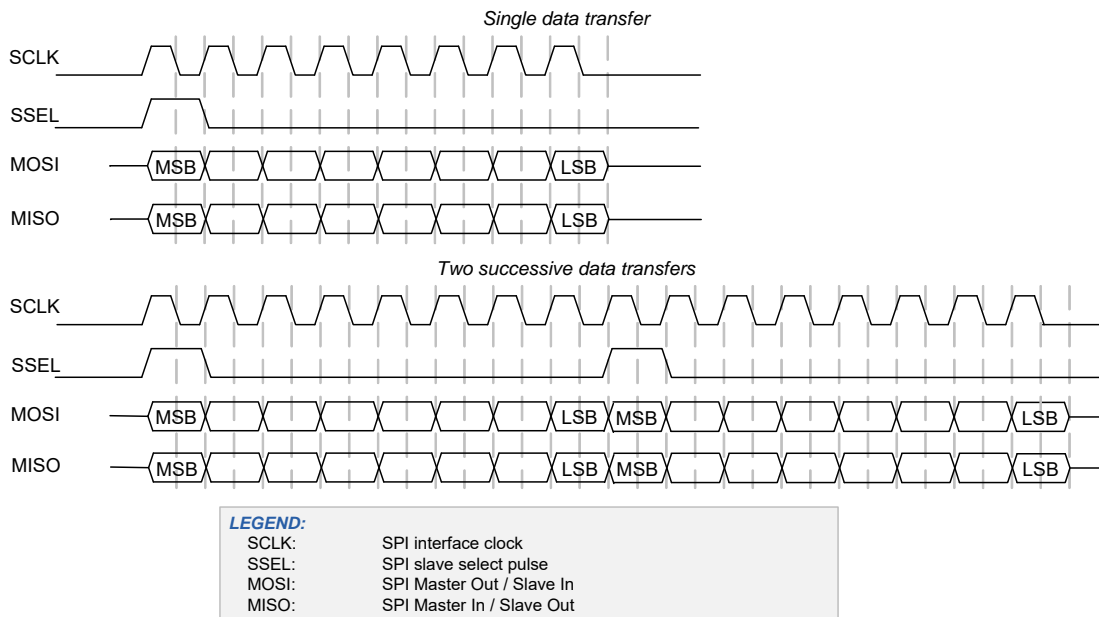 Single data transfer
SCLK
SSEL
MOSI MSB LSB
MISO MSB LSB
Two successive data transfers
SCLK
SSEL
MOSI MSB LSB MSB LSB
MISO MSB LSB MSB LSB
LEGEND:
SCLK: SPI interface clock
SSEL: SPI slave select pulse
MOSI: SPI Master Out / Slave In
MISO: SPI Master In / Slave Out